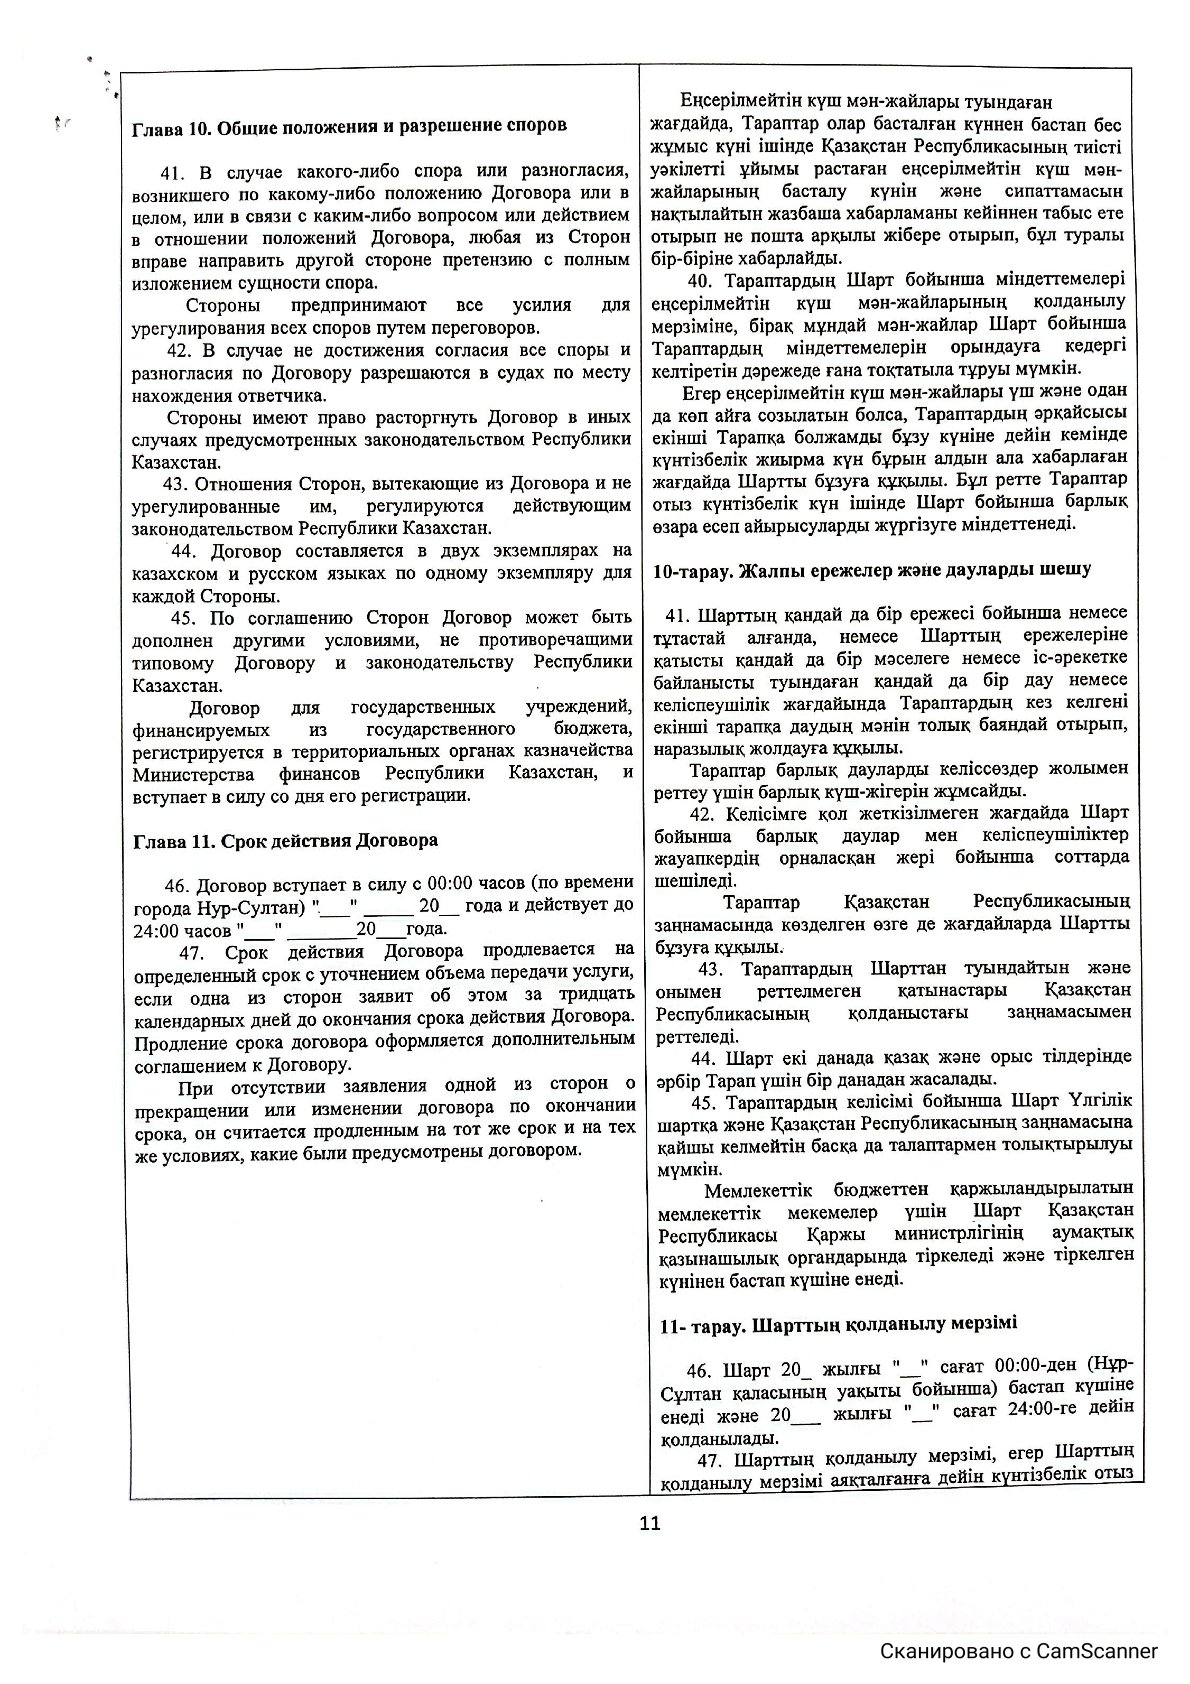 Глава 10. Общие положения и разрешение споров
41. В случае какого-либо спора или разногласия,
возникшего по какому-либо положению Договора или в
целом, или в связи с каким-либо вопросом или действием
в отношении положений Договора, любая из Сторон
вправе направить другой стороне претензию с полным
изложением сущности спора.
Стороны предпринимают все усилия для
урегулирования всех споров путем переговоров.
42. В случае не достижения согласия все споры и
разногласия по Договору разрешаются в судах по месту
нахождения ответчика.
Стороны имеют право расторгнуть Договор в иных
случаях предусмотренных законодательством Республики
Казахстан.
43. Отношения Сторон, вытекающие из Договора и не
урегулированные им, регулируются действующим
законодательством Республики Казахстан.
44. Договор составляется в двух экземплярах на
казахском и русском языках по одному экземпляру для
каждой Стороны.
45. По соглашению Сторон Договор может быть
дополнен другими условиями, не противоречащими
типовому Договору и законодательству Республики
Казахстан.
Договор для государственных учреждений,
финансируемых из государственного бюджета,
регистрируется в территориальных органах казначейства
Министерства финансов Республики Казахстан, и
вступает в силу со дня его регистрации.
Глава 11. Срок действия Договора
46. Договор вступает в силу с 00:00 часов (по времени
города Нур-Султан) "___" _____ 20__ года и действует до
24:00 часов "___" _______20___года.
47. Срок действия Договора продлевается на
определенный срок с уточнением объема передачи услуги,
если одна из сторон заявит об этом за тридцать
календарных дней до окончания срока действия Договора.
Продление срока договора оформляется дополнительным
соглашением к Договору.
При отсутствии заявления одной из сторон о
прекращении или изменении договора по окончании
срока, он считается продленным на тот же срок и на тех
же условиях, какие были предусмотрены договором.
Еңсерілмейтін күш мән-жайлары туындаған
жағдайда, Тараптар олар басталған күннен бастап бес
жұмыс күні ішінде Қазақстан Республикасының тиісті
уәкілетті ұйымы растаған еңсерілмейтін күш мән-
жайларының басталу күнін және сипаттамасын
нақтылайтын жазбаша хабарламаны кейіннен табыс ете
отырып не пошта арқылы жібере отырып, бұл туралы
бір-біріне хабарлайды.
40. Тараптардың Шарт бойынша міндеттемелері
еңсерілмейтін күш мән-жайларының қолданылу
мерзіміне, бірақ мұндай мән-жайлар Шарт бойынша
Тараптардың міндеттемелерін орындауға кедергі
келтіретін дәрежеде ғана тоқтатыла тұруы мүмкін.
Егер еңсерілмейтін күш мән-жайлары үш және одан
да көп айға созылатын болса, Тараптардың әрқайсысы
екінші Тарапқа болжамды бұзу күніне дейін кемінде
күнтізбелік жиырма күн бұрын алдын ала хабарлаған
жағдайда Шартты бұзуға құқылы. Бұл ретте Тараптар
отыз күнтізбелік күн ішінде Шарт бойынша барлық
өзара есеп айырысуларды жүргізуге міндеттенеді.
10-тарау. Жалпы ережелер және дауларды шешу
41. Шарттың қандай да бір ережесі бойынша немесе
тұтастай алғанда, немесе Шарттың ережелеріне
қатысты қандай да бір мәселеге немесе іс-әрекетке
байланысты туындаған қандай да бір дау немесе
келіспеушілік жағдайында Тараптардың кез келгені
екінші тарапқа даудың мәнін толық баяндай отырып,
наразылық жолдауға құқылы.
Тараптар барлық дауларды келіссөздер жолымен
реттеу үшін барлық күш-жігерін жұмсайды.
42. Келісімге қол жеткізілмеген жағдайда Шарт
бойынша барлық даулар мен келіспеушіліктер
жауапкердің орналасқан жері бойынша соттарда
шешіледі.
Тараптар Қазақстан Республикасының
заңнамасында көзделген өзге де жағдайларда Шартты
бұзуға құқылы.
43. Тараптардың Шарттан туындайтын және
онымен реттелмеген қатынастары Қазақстан
Республикасының қолданыстағы заңнамасымен
реттеледі.
44. Шарт екі данада қазақ және орыс тілдерінде
әрбір Тарап үшін бір данадан жасалады.
45. Тараптардың келісімі бойынша Шарт Үлгілік
шартқа және Қазақстан Республикасының заңнамасына
қайшы келмейтін басқа да талаптармен толықтырылуы
мүмкін.
Мемлекеттік бюджеттен қаржыландырылатын
мемлекеттік мекемелер үшін Шарт Қазақстан
Республикасы Қаржы министрлігінің аумақтық
қазынашылық органдарында тіркеледі және тіркелген
күнінен бастап күшіне енеді.
11- тарау. Шарттың қолданылу мерзімі
46. Шарт 20_ жылғы "__" сағат 00:00-ден (Нұр-
Сұлтан қаласының уақыты бойынша) бастап күшіне
енеді және 20___ жылғы "__" сағат 24:00-ге дейін
қолданылады.
47. Шарттың қолданылу мерзімі, егер Шарттың
қолданылу мерзімі аяқталғанға дейін күнтізбелік отыз
11
Сканировано с CamScanner